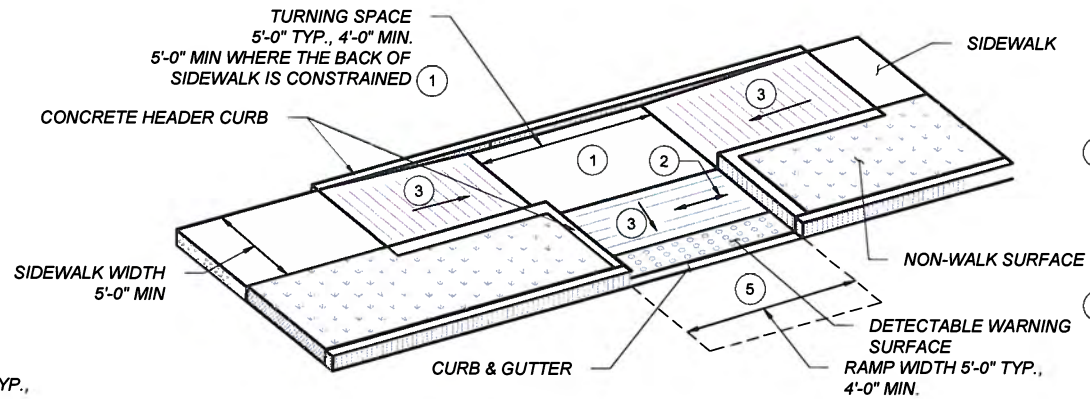 TURNING SPACE
5'-0" TYP., 4'-0" MIN.
5'-0" MIN WHERE THE BACK OF
SIDEWALK IS CONSTRAINED 1
SIDEWALK
CONCRETE HEADER CURB
3
1
2
3
3
SIDEWALK WIDTH
5'-0" MIN
NON-WALK SURFACE
5
DETECTABLE WARNING
SURFACE
CURB & GUTTER
RAMP WIDTH 5'-0" TYP.,
4'-0" MIN.
YP.,